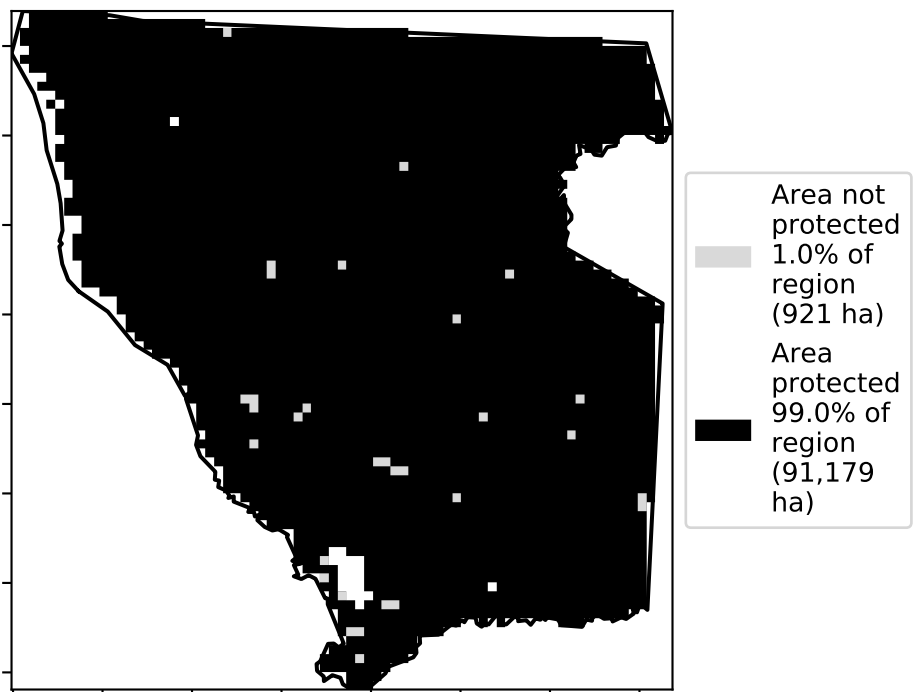 Area not
protected
1.0% of
region
(921 ha)
Area
protected
99.0% of
region
(91,179
ha)